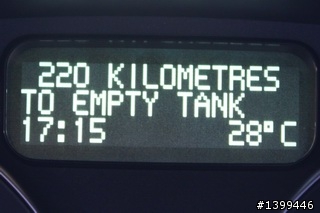 220 KILOMETRES
TO EMPTY TANK
17:15 28°C
#1399446